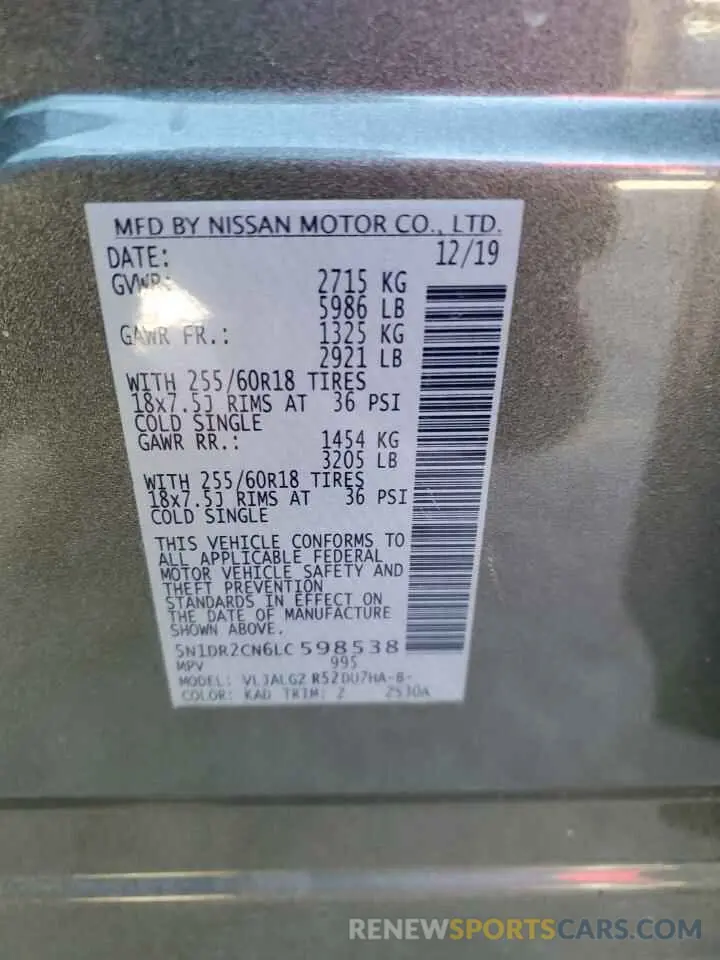 MFD BY NISSAN MOTOR CO., LTD.
DATE: 12/19
GVWR: 2715 KG
5986 LB
GAWR FR.: 1325 KG
2921 LB
WITH 255/60R18 TIRES
18x7.5J RIMS AT 36 PSI
COLD SINGLE
GAWR RR.: 1454 KG
3205 LB
WITH 255/60R18 TIRES
18x7.5J RIMS AT 36 PSI
COLD SINGLE
THIS VEHICLE CONFORMS TO
ALL APPLICABLE FEDERAL
MOTOR VEHICLE SAFETY AND
THEFT PREVENTION
STANDARDS IN EFFECT ON
THE DATE OF MANUFACTURE
SHOWN ABOVE.
5N1DR2CN6LC598538
MPV 995
MODEL: R52DU7HA-B-
COLOR: KAD TRIM: 2530A
RENEWSPORTSCARS.COM